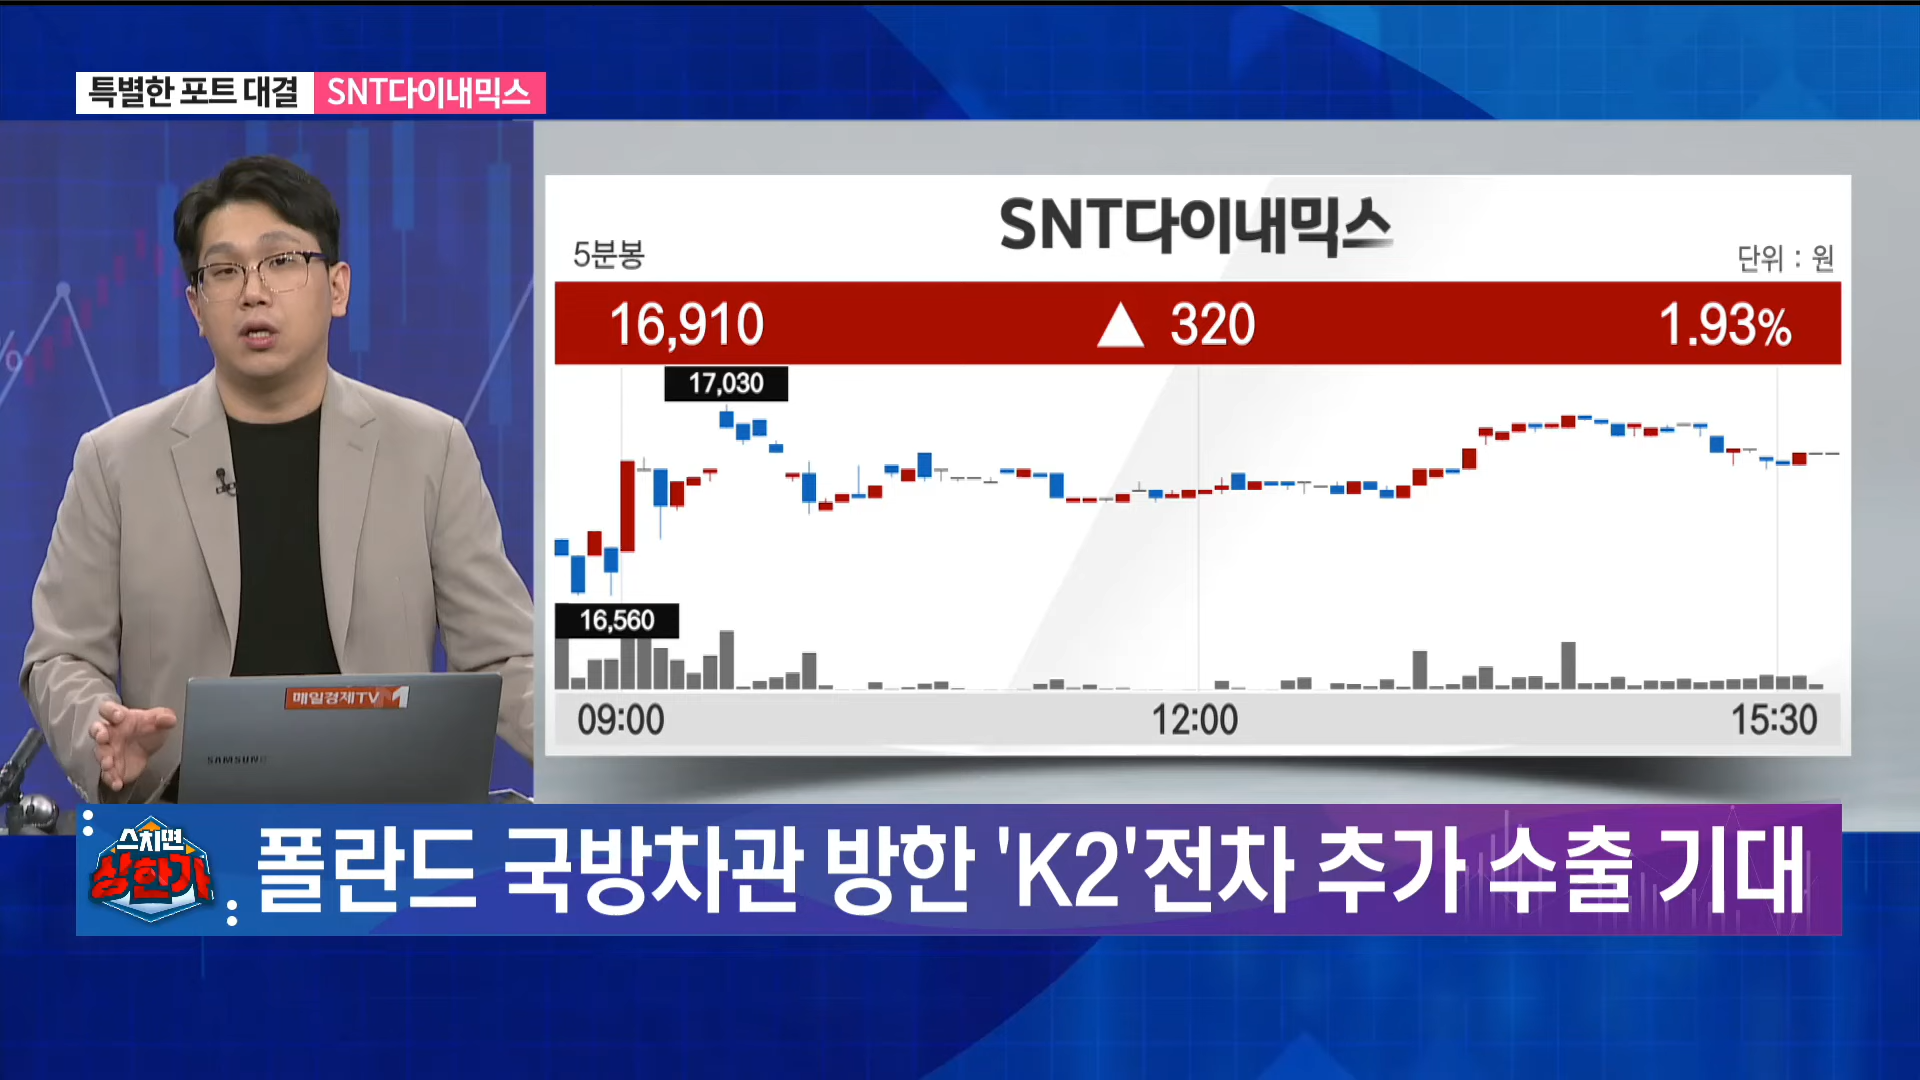 특별한 포트 대결 SNT다이내믹스
SNT다이내믹스
5분봉
단위 : 원
16,910 ▲ 320 1.93%
17,030
16,560
09:00 12:00 15:30
매일경제TV 1
SAMSUNG
스치면
상한가
폴란드 국방차관 방한 'K2'전차 추가 수출 기대